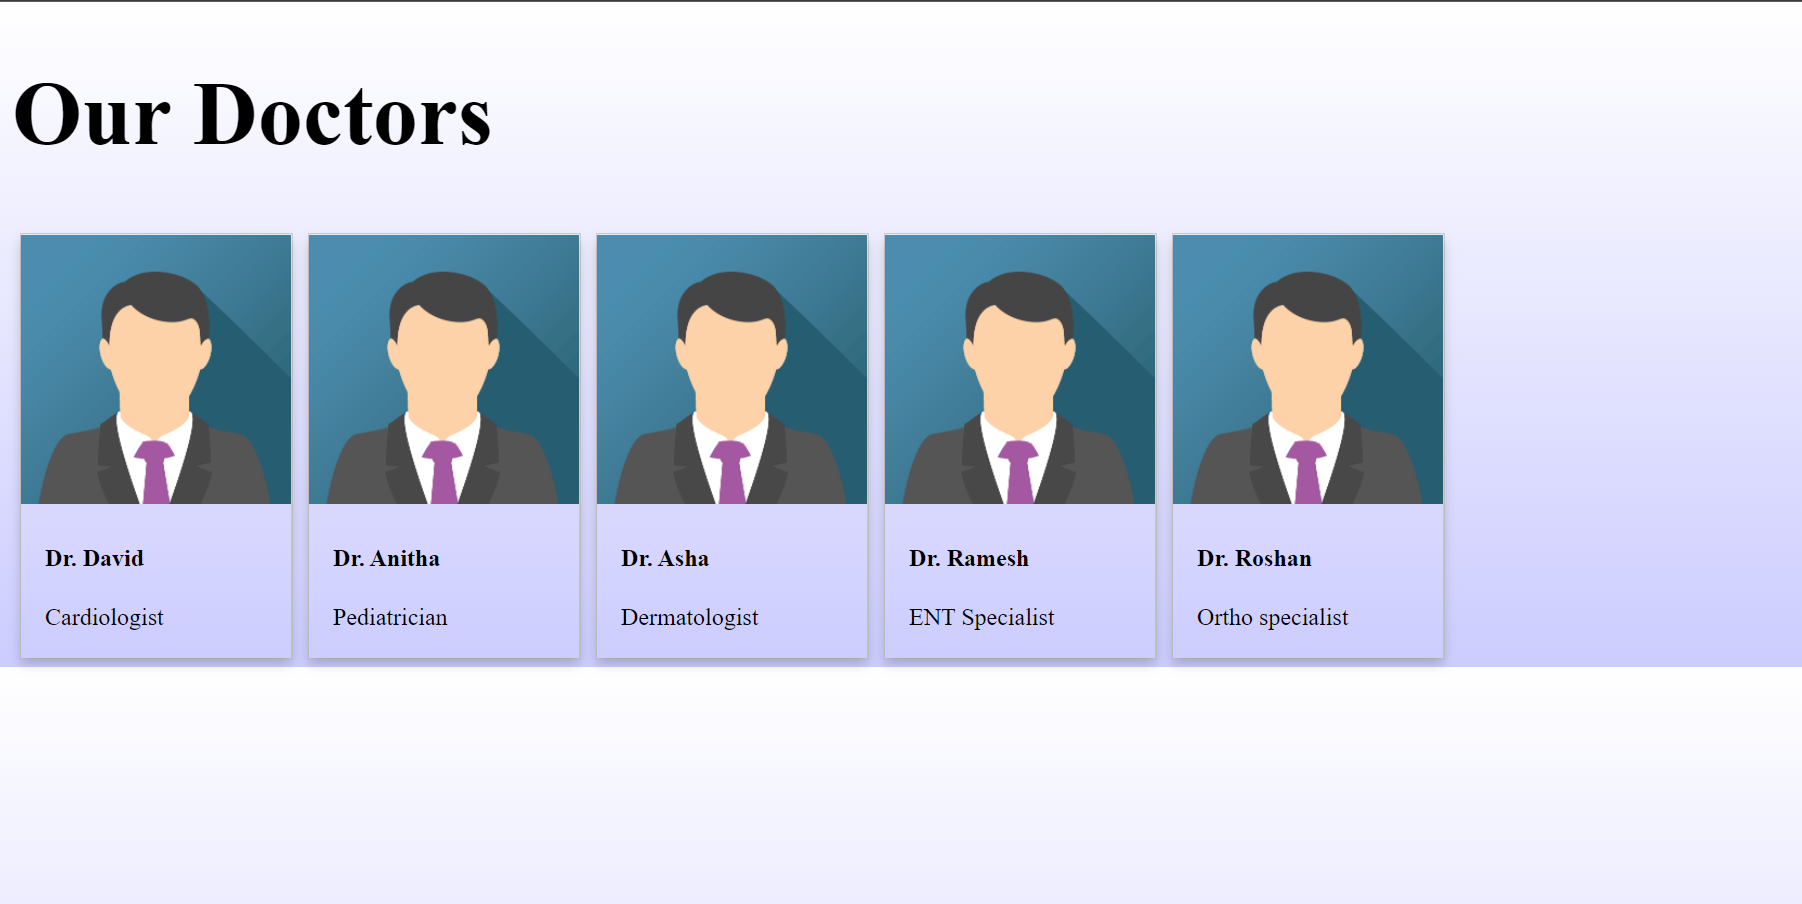 Our Doctors
Dr. David
Cardiologist
Dr. Anitha
Pediatrician
Dr. Asha
Dermatologist
Dr. Ramesh
ENT Specialist
Dr. Roshan
Ortho specialist